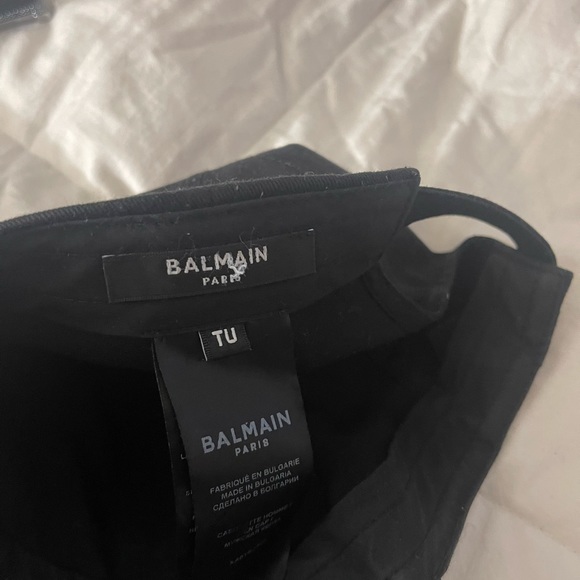 BALMAIN
PARIS
TU
BALMAIN
PARIS
FABRIQUÉ EN BULGARIE
MADE IN BULGARIA
СДЕЛАНО В БОЛГАРИИ